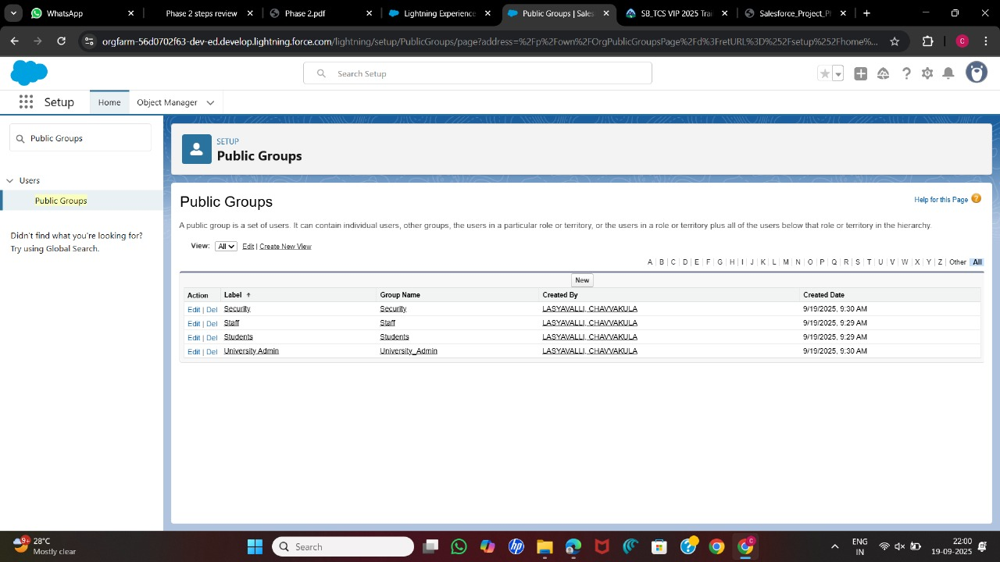 WhatsApp
Phase 2 steps review
Phase 2.pdf
Lightning Experience
Public Groups | Sales
SB_TCS VIP 2025 Trai
Salesforce_Project_P
orgfarm-56d0702f63-dev-ed.develop.lightning.force.com/lightning/setup/PublicGroups/page?address=%2Fp%2Fown%2FOrgPublicGroupsPage%2Fd%3FretURL%3D%252Fsetup%252Fhome%...
C
Search Setup
Setup
Home
Object Manager
Public Groups
Users
Public Groups
Didn't find what you're looking for?
Try using Global Search.
SETUP
Public Groups
Public Groups
Help for this Page ?
A public group is a set of users. It can contain individual users, other groups, the users in a particular role or territory, or the users in a role or territory plus all of the users below that role or territory in the hierarchy.
View: All Edit | Create New View
A | B | C | D | E | F | G | H | I | J | K | L | M | N | O | P | Q | R | S | T | U | V | W | X | Y | Z | Other | All
New
Action Label Group Name Created By Created Date
Edit | Del Security Security LASYAVALLI, CHAVVAKULA 9/19/2025, 9:30 AM
Edit | Del Staff Staff LASYAVALLI, CHAVVAKULA 9/19/2025, 9:29 AM
Edit | Del Students Students LASYAVALLI, CHAVVAKULA 9/19/2025, 9:29 AM
Edit | Del University Admin University_Admin LASYAVALLI, CHAVVAKULA 9/19/2025, 9:30 AM
9+
28°C
Mostly clear
Search
hp
C
ENG
IN
22:00
19-09-2025